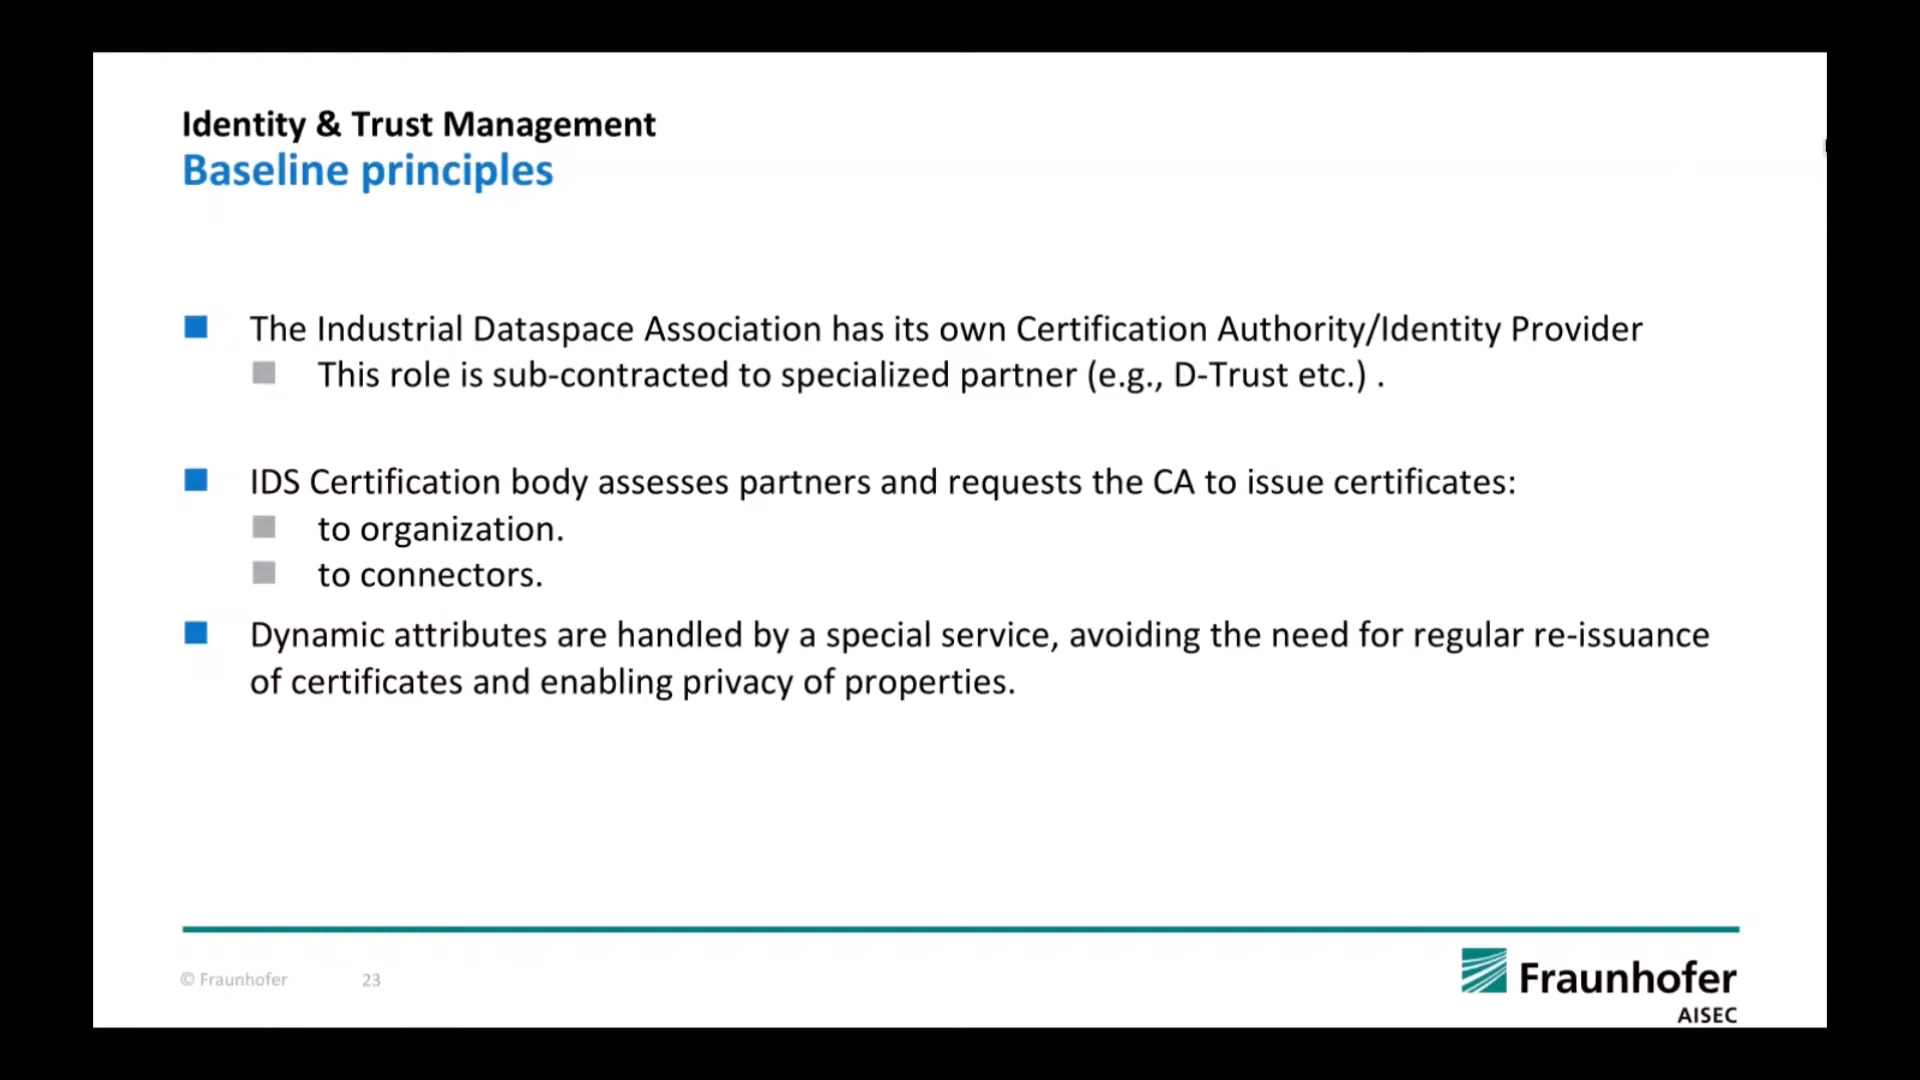 Identity & Trust Management
Baseline principles
The Industrial Dataspace Association has its own Certification Authority/Identity Provider
This role is sub-contracted to specialized partner (e.g., D-Trust etc.) .
IDS Certification body assesses partners and requests the CA to issue certificates:
to organization.
to connectors.
Dynamic attributes are handled by a special service, avoiding the need for regular re-issuance
of certificates and enabling privacy of properties.
© Fraunhofer 23
Fraunhofer
AISEC